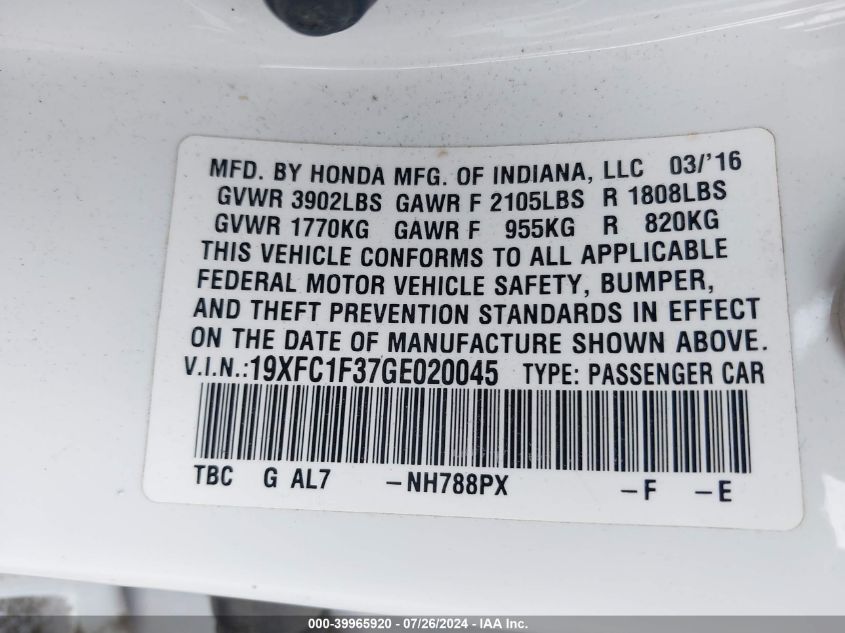 MFD. BY HONDA MFG. OF INDIANA, LLC 03/'16
GVWR 3902LBS GAWR F 2105LBS R 1808LBS
GVWR 1770KG GAWR F 955KG R 820KG
THIS VEHICLE CONFORMS TO ALL APPLICABLE
FEDERAL MOTOR VEHICLE SAFETY, BUMPER,
AND THEFT PREVENTION STANDARDS IN EFFECT
ON THE DATE OF MANUFACTURE SHOWN ABOVE.
V.I.N.:19XFC1F37GE020045 TYPE: PASSENGER CAR
TBC G AL7 -NH788PX -F -E
000-39965920 - 07/26/2024 - IAA Inc.